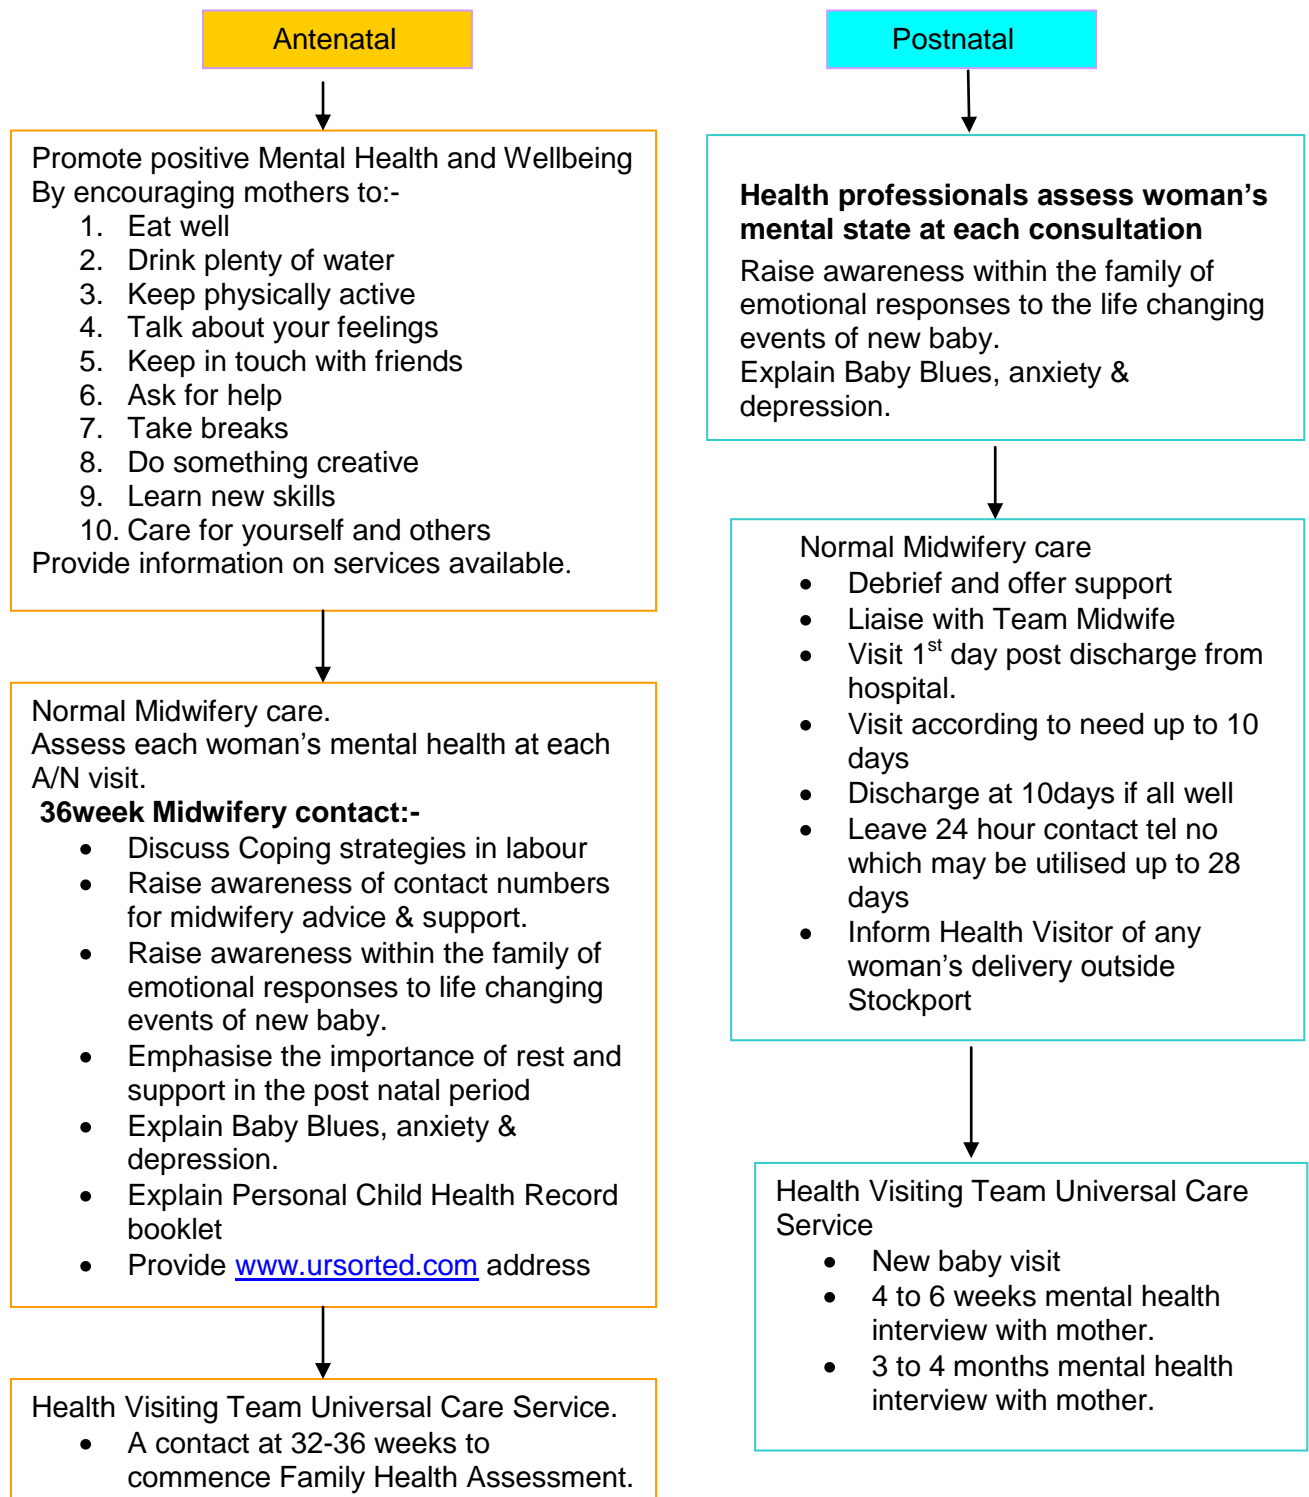 Antenatal
Promote positive Mental Health and Wellbeing
By encouraging mothers to:-
1. Eat well
2. Drink plenty of water
3. Keep physically active
4. Talk about your feelings
5. Keep in touch with friends
6. Ask for help
7. Take breaks
8. Do something creative
9. Learn new skills
10. Care for yourself and others
Provide information on services available.
Normal Midwifery care.
Assess each woman’s mental health at each
A/N visit.
36week Midwifery contact:-
• Discuss Coping strategies in labour
• Raise awareness of contact numbers
for midwifery advice & support.
• Raise awareness within the family of
emotional responses to life changing
events of new baby.
• Emphasise the importance of rest and
support in the post natal period
• Explain Baby Blues, anxiety &
depression.
• Explain Personal Child Health Record
booklet
• Provide www.ursorted.com address
Health Visiting Team Universal Care Service.
• A contact at 32-36 weeks to
commence Family Health Assessment.
Postnatal
Health professionals assess woman’s
mental state at each consultation
Raise awareness within the family of
emotional responses to the life changing
events of new baby.
Explain Baby Blues, anxiety &
depression.
Normal Midwifery care
• Debrief and offer support
• Liaise with Team Midwife
• Visit 1st day post discharge from
hospital.
• Visit according to need up to 10
days
• Discharge at 10days if all well
• Leave 24 hour contact tel no
which may be utilised up to 28
days
• Inform Health Visitor of any
woman’s delivery outside
Stockport
Health Visiting Team Universal Care
Service
• New baby visit
• 4 to 6 weeks mental health
interview with mother.
• 3 to 4 months mental health
interview with mother.